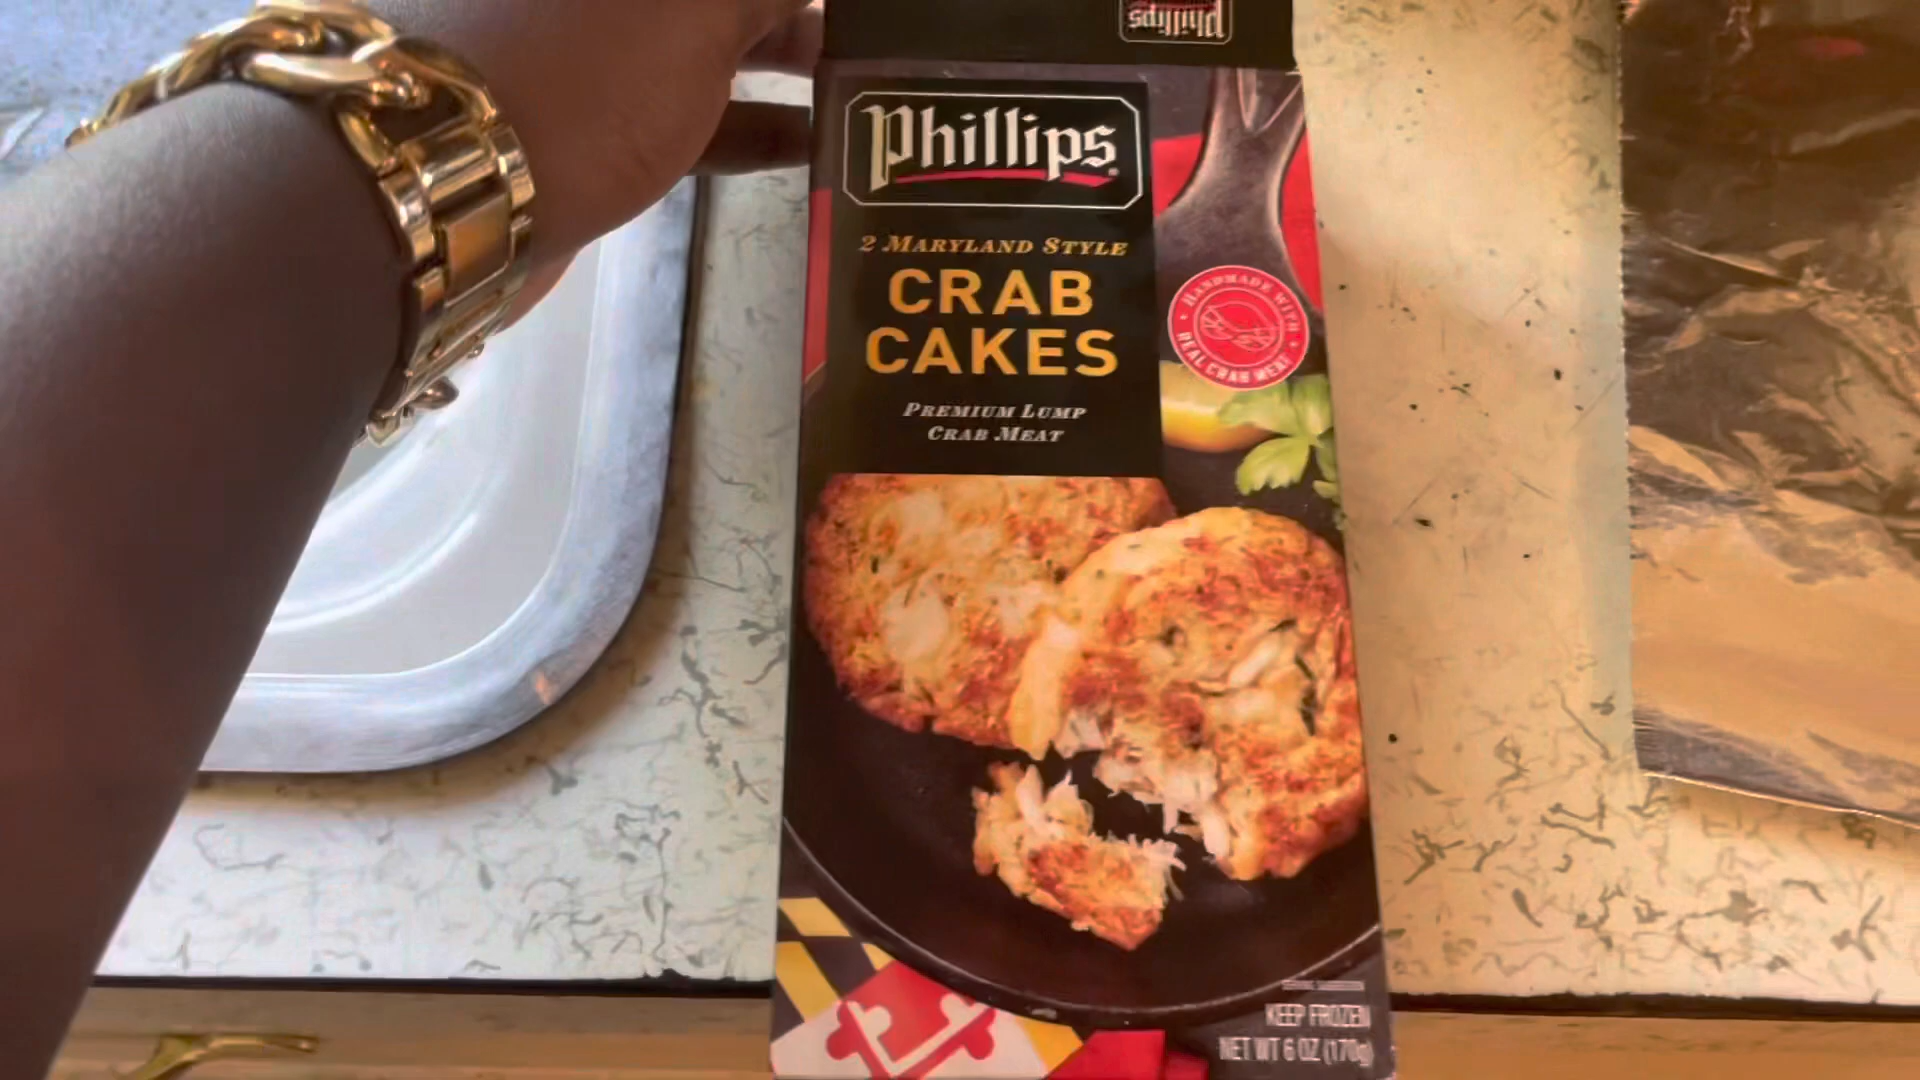 Phillips
Phillips
2 MARYLAND STYLE
CRAB
CAKES
PREMIUM LUMP
CRAB MEAT
HANDMADE WITH
REAL CRAB MEAT
KEEP FROZEN
NET WT 6 OZ (170g)